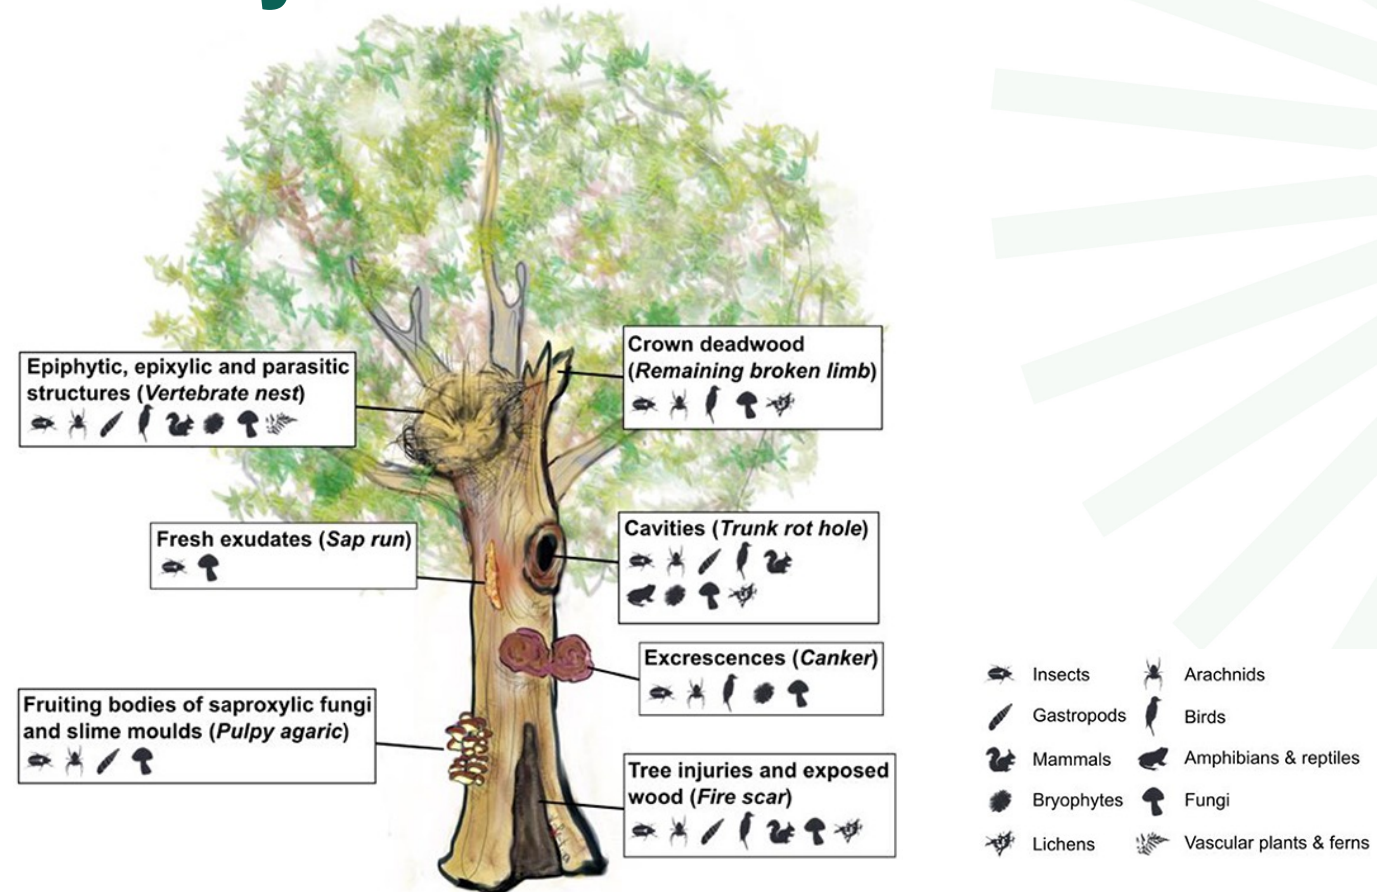 Epiphytic, epixylic and parasitic
structures (Vertebrate nest)
Crown deadwood
(Remaining broken limb)
Fresh exudates (Sap run)
Cavities (Trunk rot hole)
Excrescences (Canker)
Fruiting bodies of saproxylic fungi
and slime moulds (Pulpy agaric)
Tree injuries and exposed
wood (Fire scar)
Insects
Arachnids
Gastropods
Birds
Mammals
Amphibians & reptiles
Bryophytes
Fungi
Lichens
Vascular plants & ferns